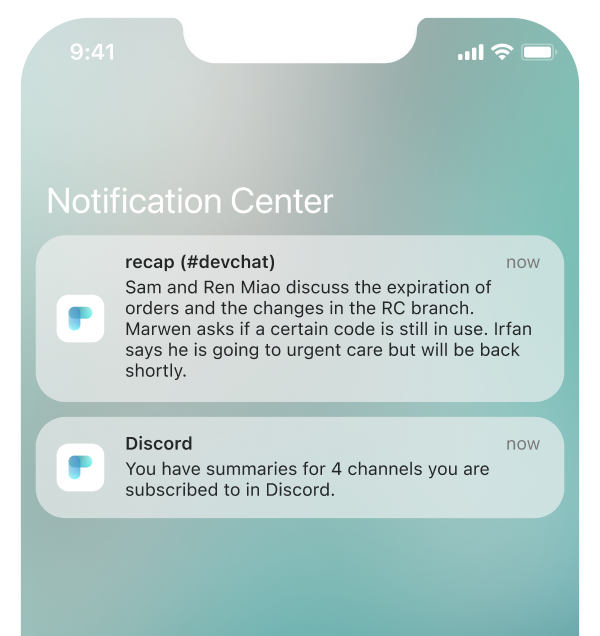 9:41
Notification Center
recap (#devchat)
now
Sam and Ren Miao discuss the expiration of
orders and the changes in the RC branch.
Marwen asks if a certain code is still in use. Irfan
says he is going to urgent care but will be back
shortly.
Discord
now
You have summaries for 4 channels you are
subscribed to in Discord.